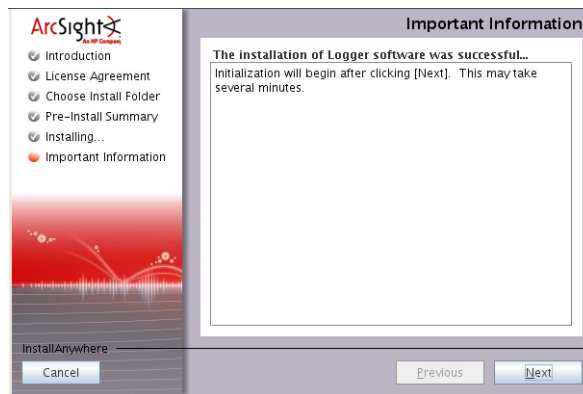 Important Information
ArcSight
An HP Company
Introduction
License Agreement
Choose Install Folder
Pre-Install Summary
Installing...
Important Information
The installation of Logger software was successful...
Initialization will begin after clicking [Next]. This may take
several minutes.
InstallAnywhere
Cancel
Previous
Next